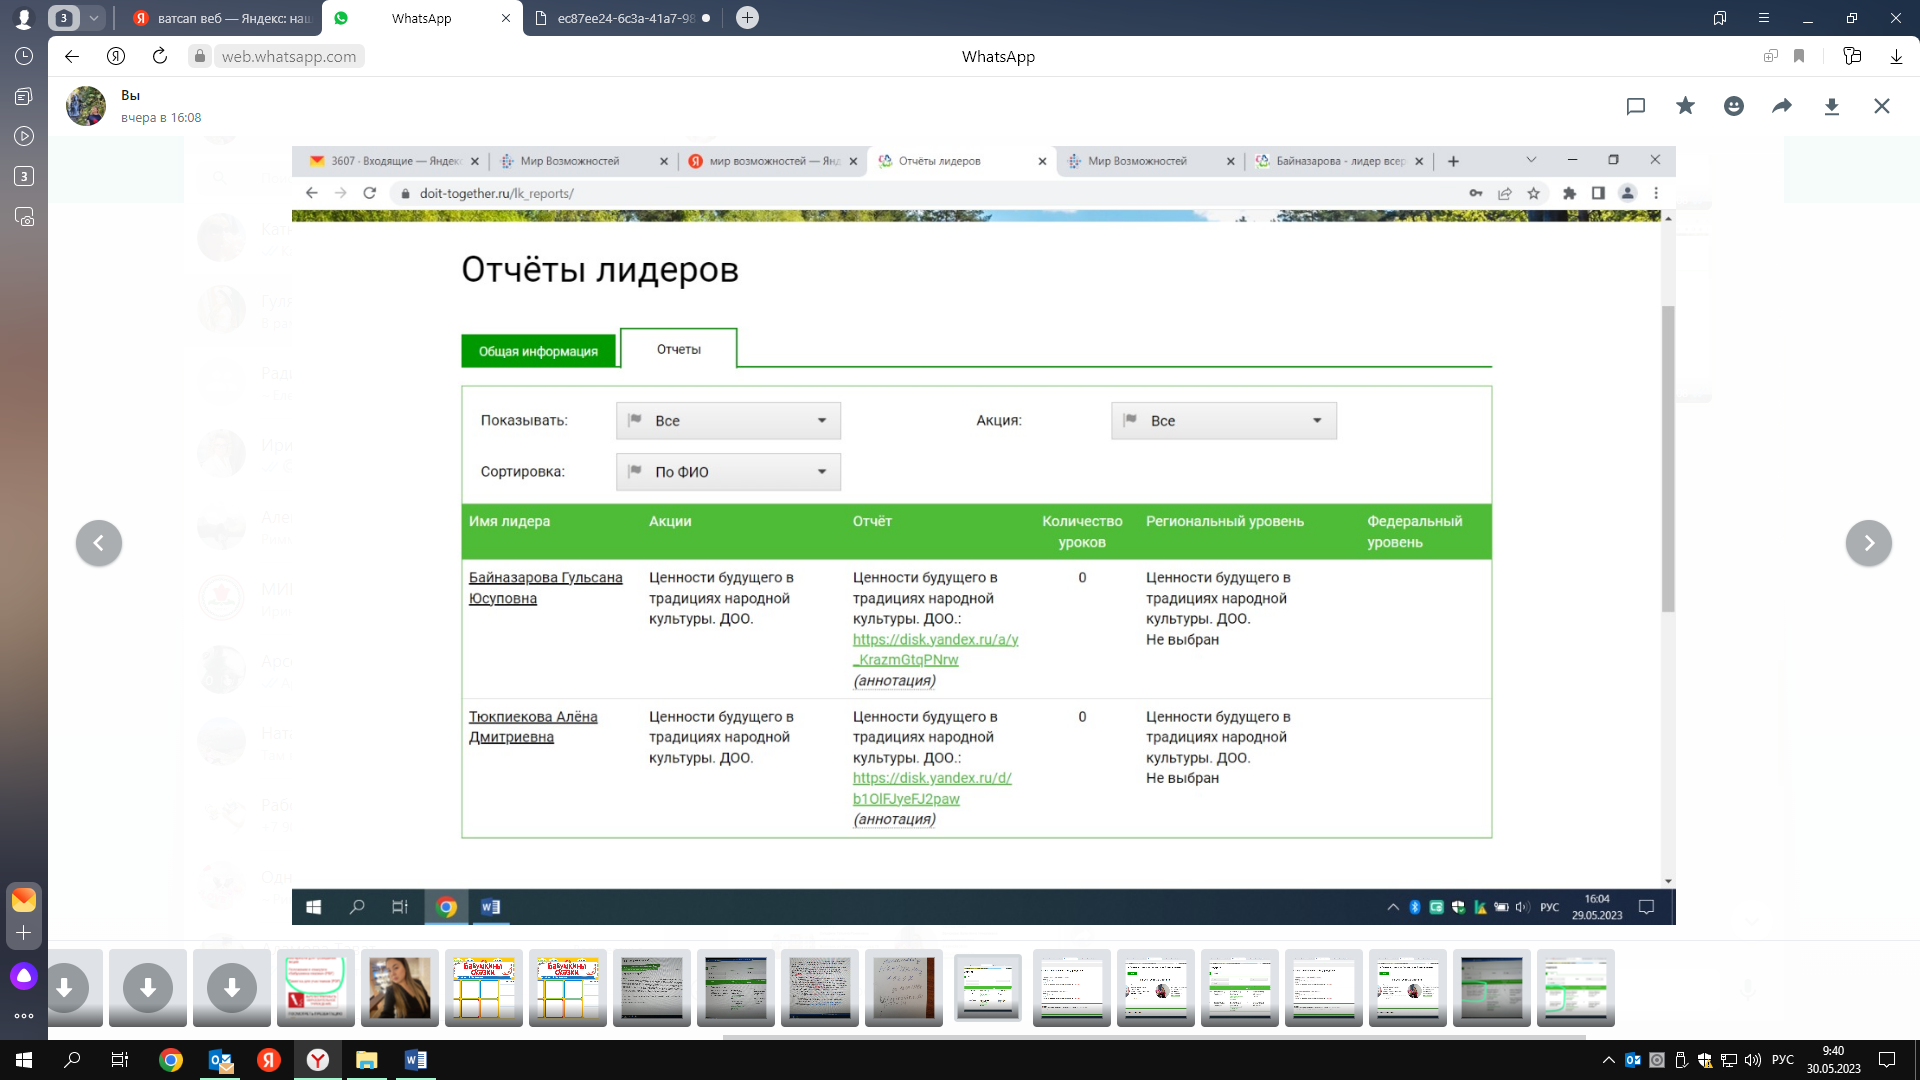 3
ватсап веб — Яндекс: наш
WhatsApp
ec87ee24-6c3a-41a7-98
web.whatsapp.com
WhatsApp
Вы
вчера в 16:08
3607 · Входящие — Яндекс
Мир Возможностей
мир возможностей — Янд
Отчёты лидеров
Мир Возможностей
Байназарова - лидер всер
doit-together.ru/lk_reports/
Отчёты лидеров
Общая информация
Отчеты
Показывать:
Все
Акция:
Все
Сортировка:
По ФИО
Имя лидера
Акции
Отчёт
Количество уроков
Региональный уровень
Федеральный уровень
Байназарова Гульсана
Юсуповна
Ценности будущего в
традициях народной
культуры. ДОО.
Ценности будущего в
традициях народной
культуры. ДОО.:
https://disk.yandex.ru/a/y
_KrazmGtqPNrw
(аннотация)
0
Ценности будущего в
традициях народной
культуры. ДОО.
Не выбран
Тюкпиекова Алёна
Дмитриевна
Ценности будущего в
традициях народной
культуры. ДОО.
Ценности будущего в
традициях народной
культуры. ДОО.:
https://disk.yandex.ru/d/
b1OlFJyeFJ2paw
(аннотация)
0
Ценности будущего в
традициях народной
культуры. ДОО.
Не выбран
РУС
16:04
29.05.2023
Бабушкины
сказки
Бабушкины
сказки
РУС
9:40
30.05.2023